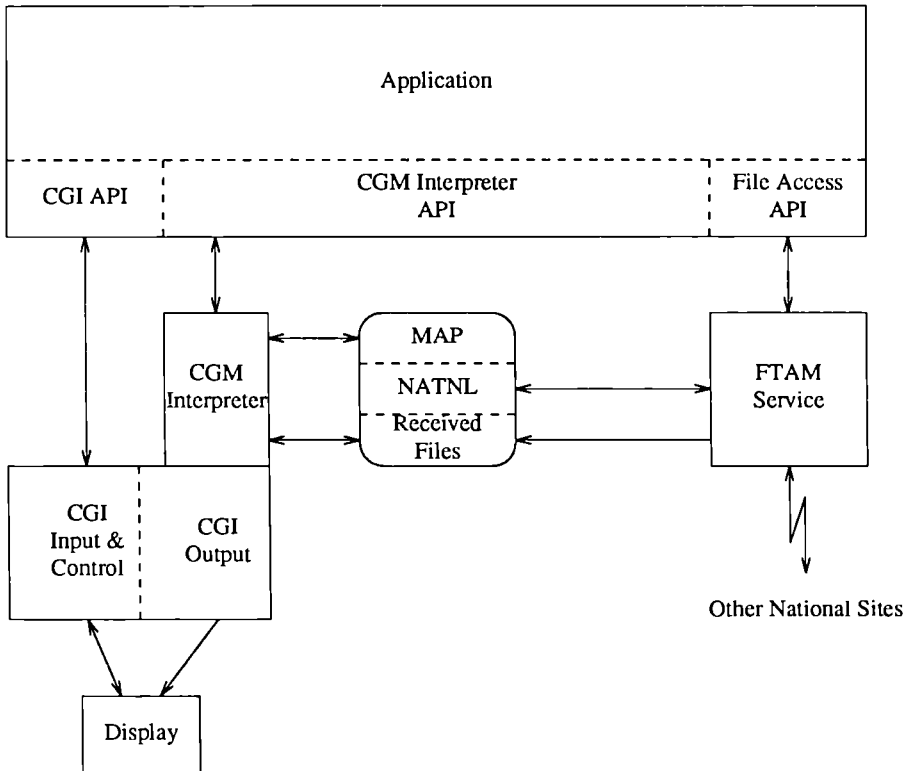 Application
CGI API
CGM Interpreter
API
File Access
API
CGM
Interpreter
MAP
NATNL
Received
Files
FTAM
Service
CGI
Input &
Control
CGI
Output
Other National Sites
Display